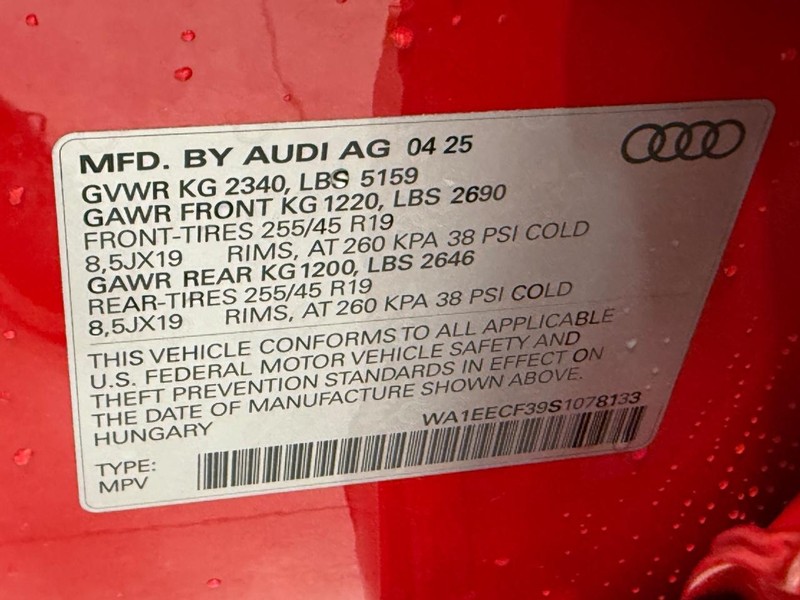 MFD. BY AUDI AG 04 25
GVWR KG 2340, LBS 5159
GAWR FRONT KG 1220, LBS 2690
FRONT-TIRES 255/45 R19
8,5JX19 RIMS, AT 260 KPA 38 PSI COLD
GAWR REAR KG 1200, LBS 2646
REAR-TIRES 255/45 R19
8,5JX19 RIMS, AT 260 KPA 38 PSI COLD
THIS VEHICLE CONFORMS TO ALL APPLICABLE
U.S. FEDERAL MOTOR VEHICLE SAFETY AND
THEFT PREVENTION STANDARDS IN EFFECT ON
THE DATE OF MANUFACTURE SHOWN ABOVE.
HUNGARY WA1EECF39S1078133
TYPE:
MPV